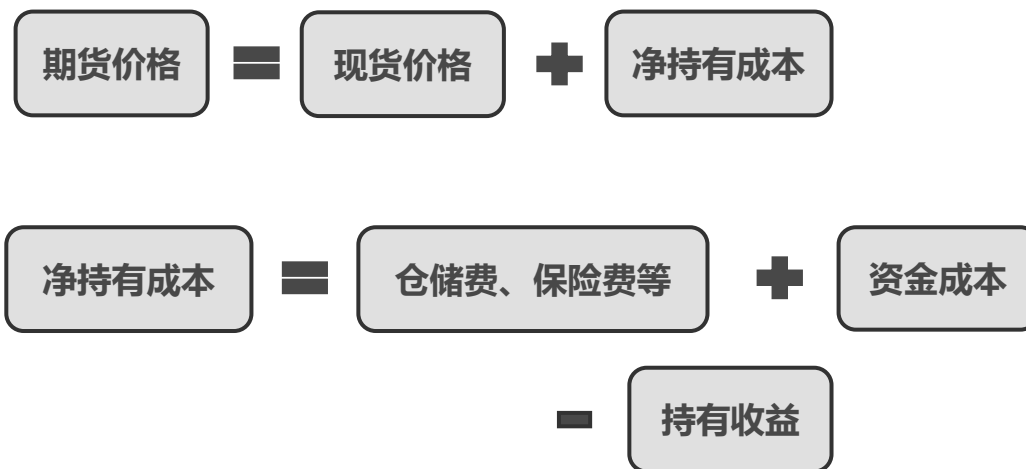 期货价格 = 现货价格 + 净持有成本
净持有成本 = 仓储费、保险费等 + 资金成本
- 持有收益